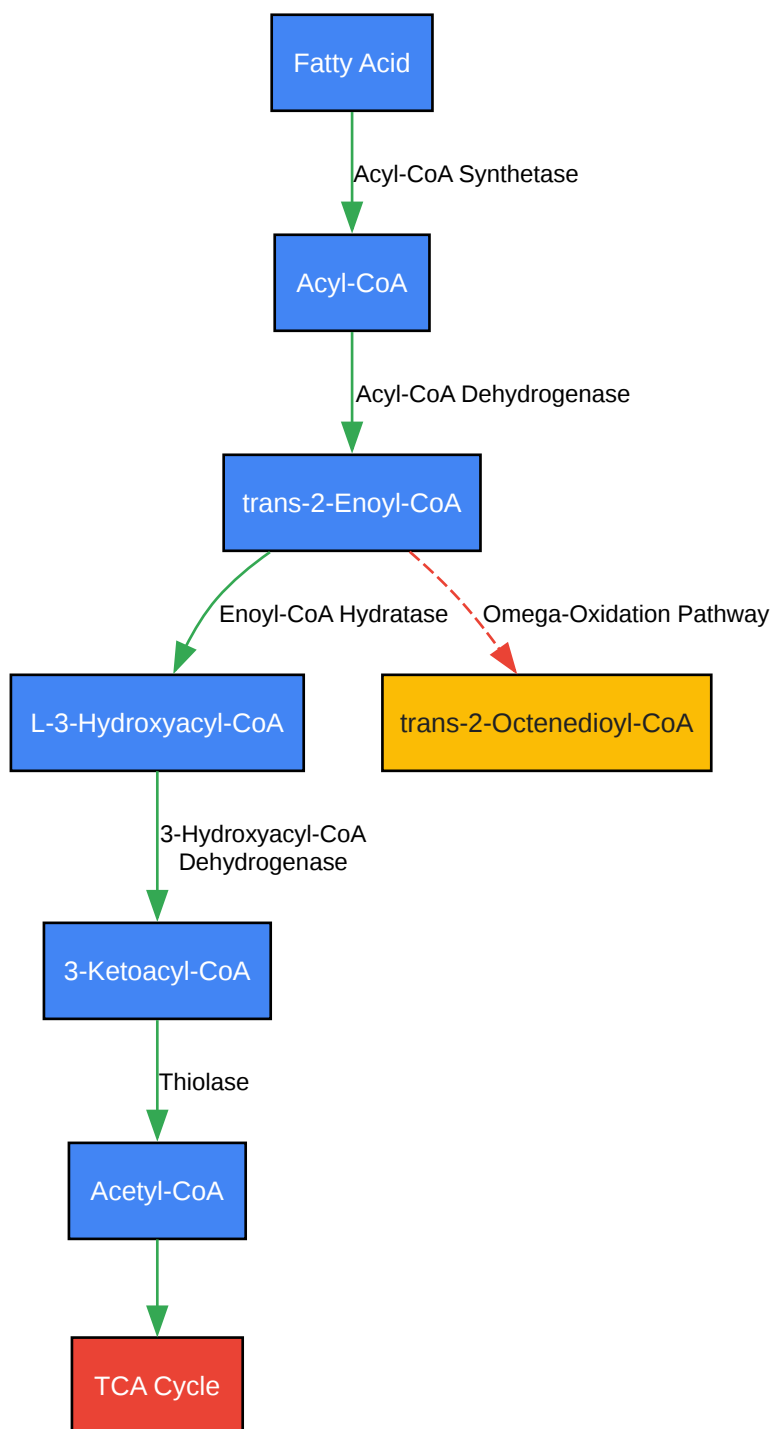 Fatty Acid
Acyl-CoA Synthetase
Acyl-CoA
Acyl-CoA Dehydrogenase
trans-2-Enoyl-CoA
Enoyl-CoA Hydratase
Omega-Oxidation Pathway
L-3-Hydroxyacyl-CoA
trans-2-Octenedioyl-CoA
3-Hydroxyacyl-CoA
Dehydrogenase
3-Ketoacyl-CoA
Thiolase
Acetyl-CoA
TCA Cycle